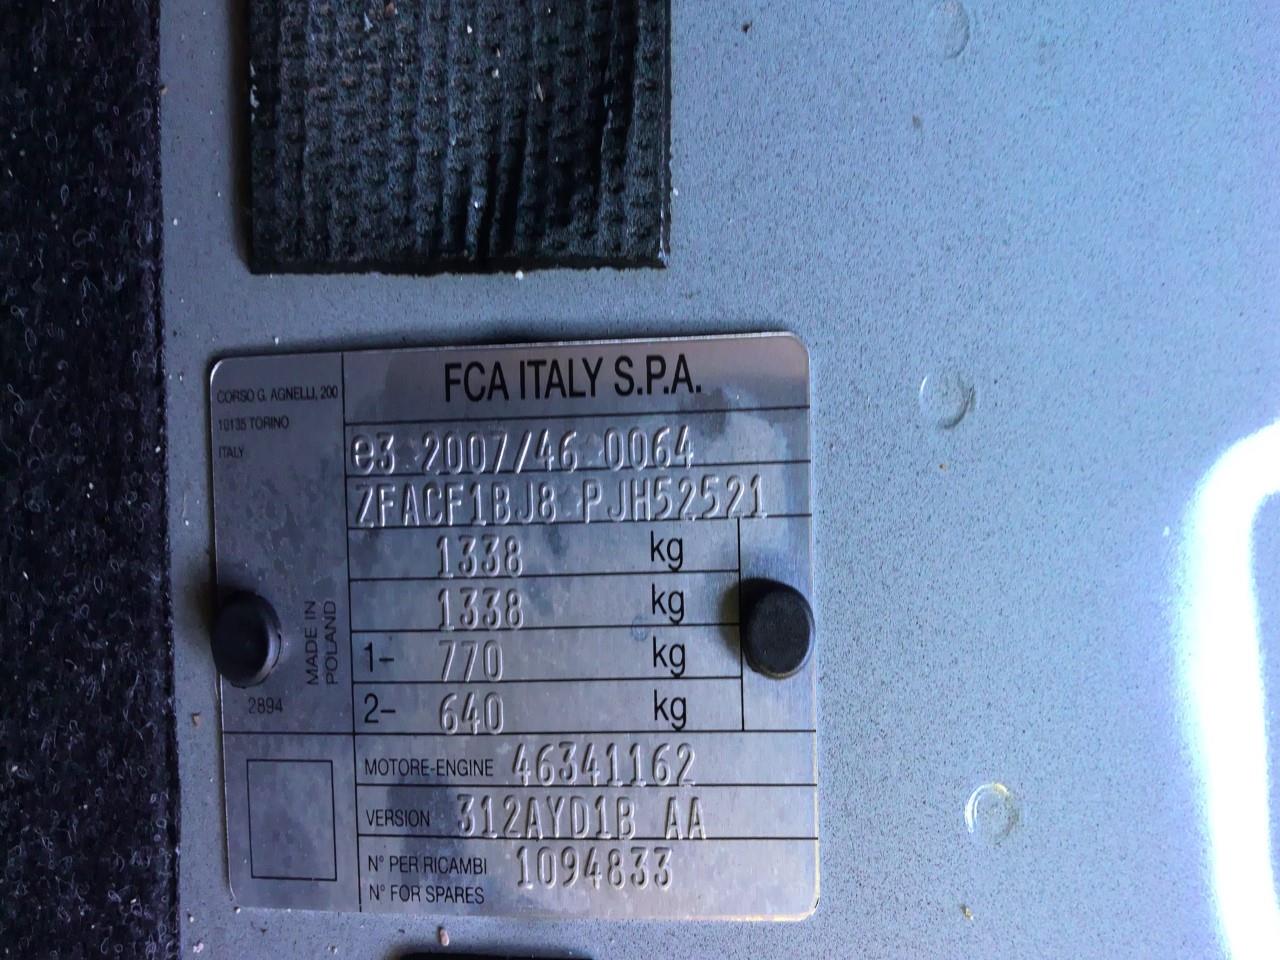 FCA ITALY S.P.A.
CORSO G. AGNELLI, 200
10135 TORINO
ITALY
e3 2007/46 0064
ZFACF1BJ8 PJH52521
1338 kg
1338 kg
1- 770 kg
2- 640 kg
MADE IN
POLAND
2894
MOTORE-ENGINE 46341162
VERSION 312AYD1B AA
N° PER RICAMBI 1094833
N° FOR SPARES